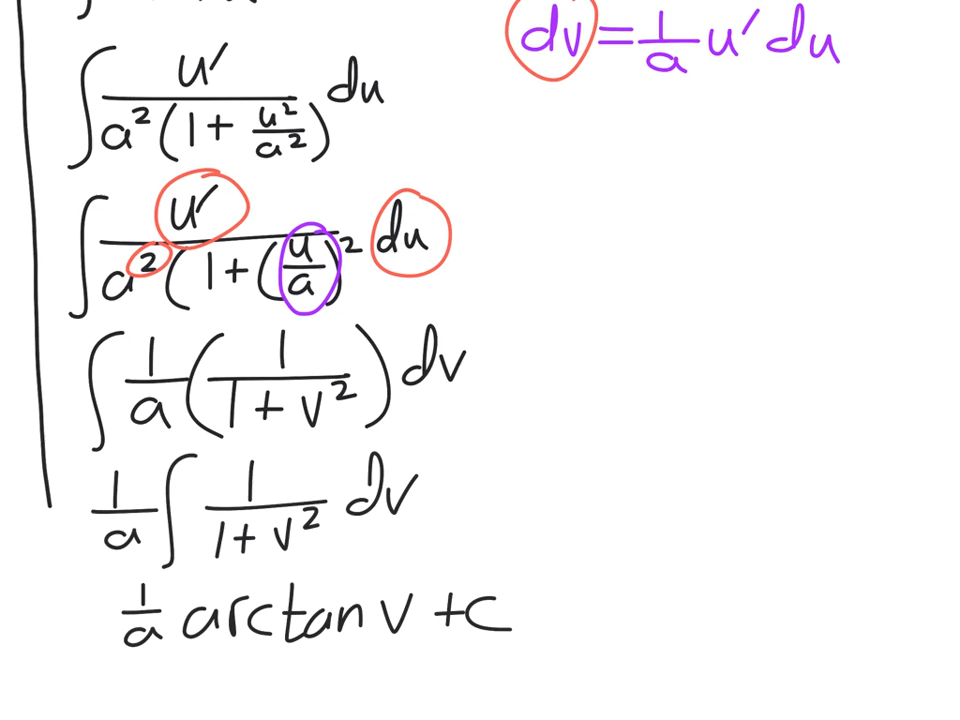 dv = 1/a u′ du
∫ u′/(a²(1 + u²/a²)) du
∫ u′/(a²(1 + (u/a)²) du
∫ 1/a (1/(1 + v²)) dv
1/a ∫ 1/(1 + v²) dv
1/a arctan v + c